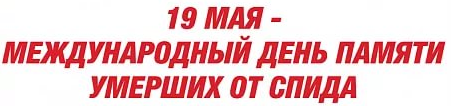 19 МАЯ -
МЕЖДУНАРОДНЫЙ ДЕНЬ ПАМЯТИ
УМЕРШИХ ОТ СПИДА